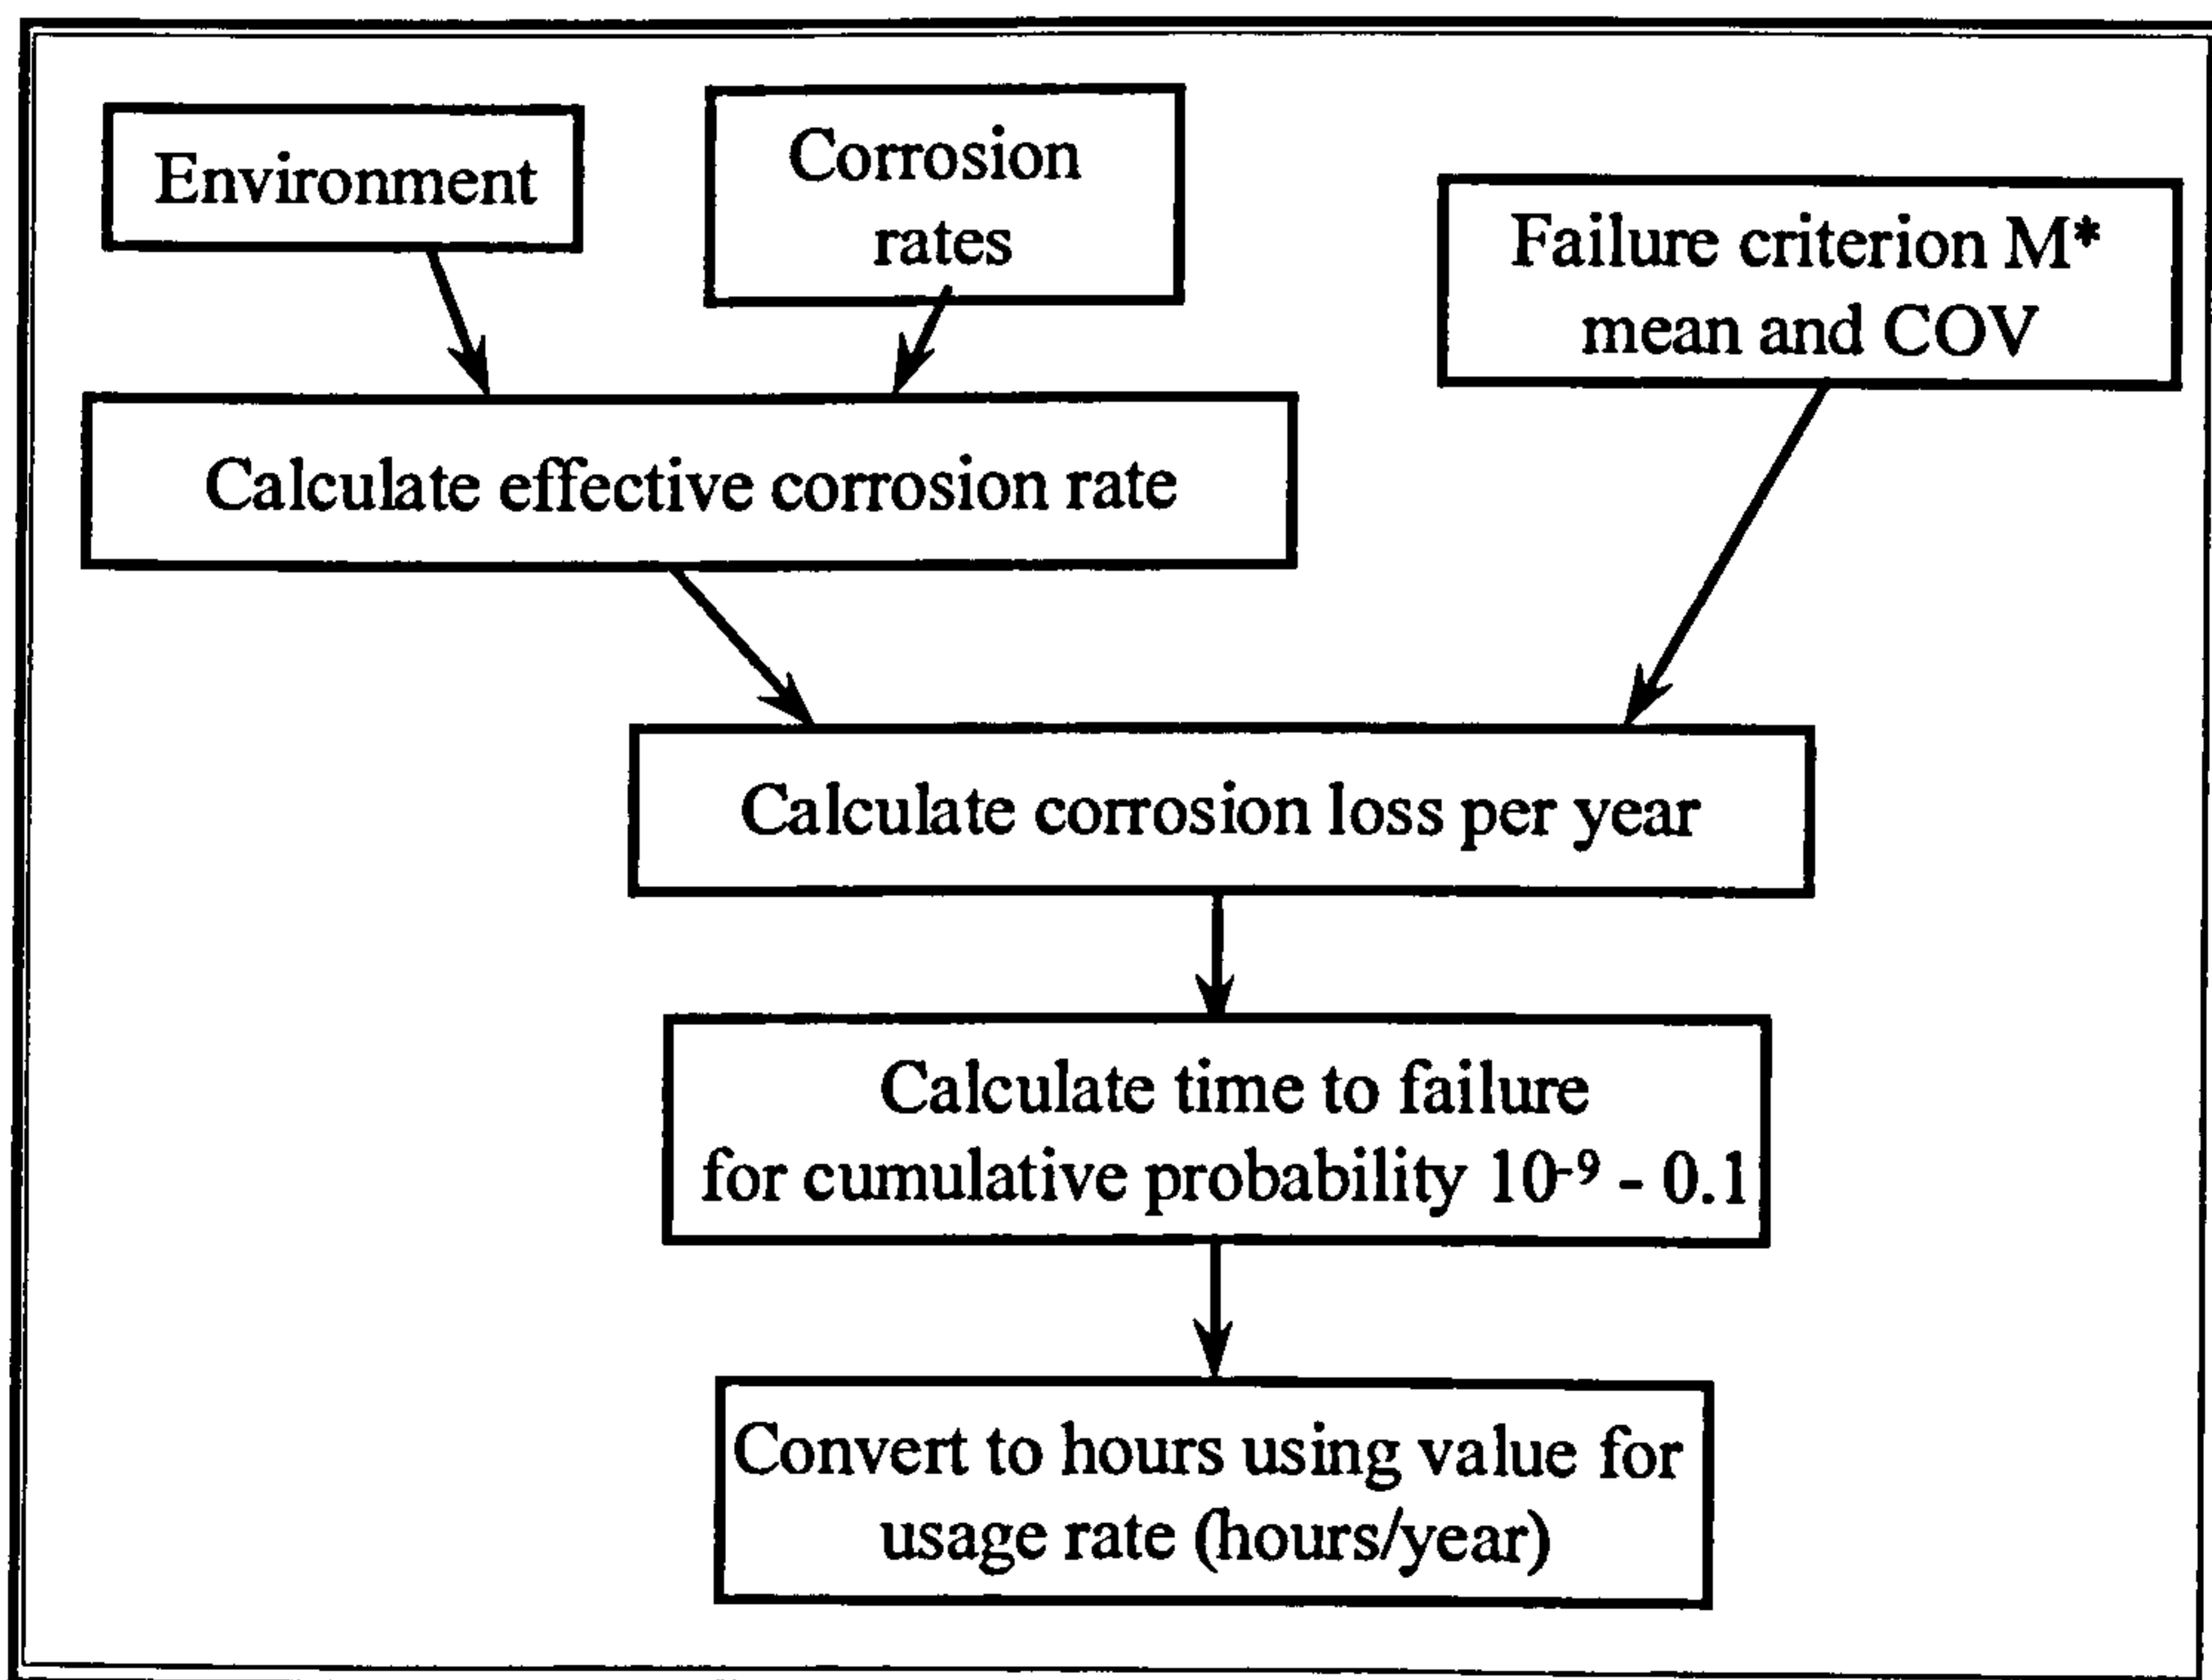 Environment
Corrosion
rates
Failure criterion M*
mean and COV
Calculate effective corrosion rate
Calculate corrosion loss per year
Calculate time to failure
for cumulative probability 10⁻⁹ - 0.1
Convert to hours using value for
usage rate (hours/year)